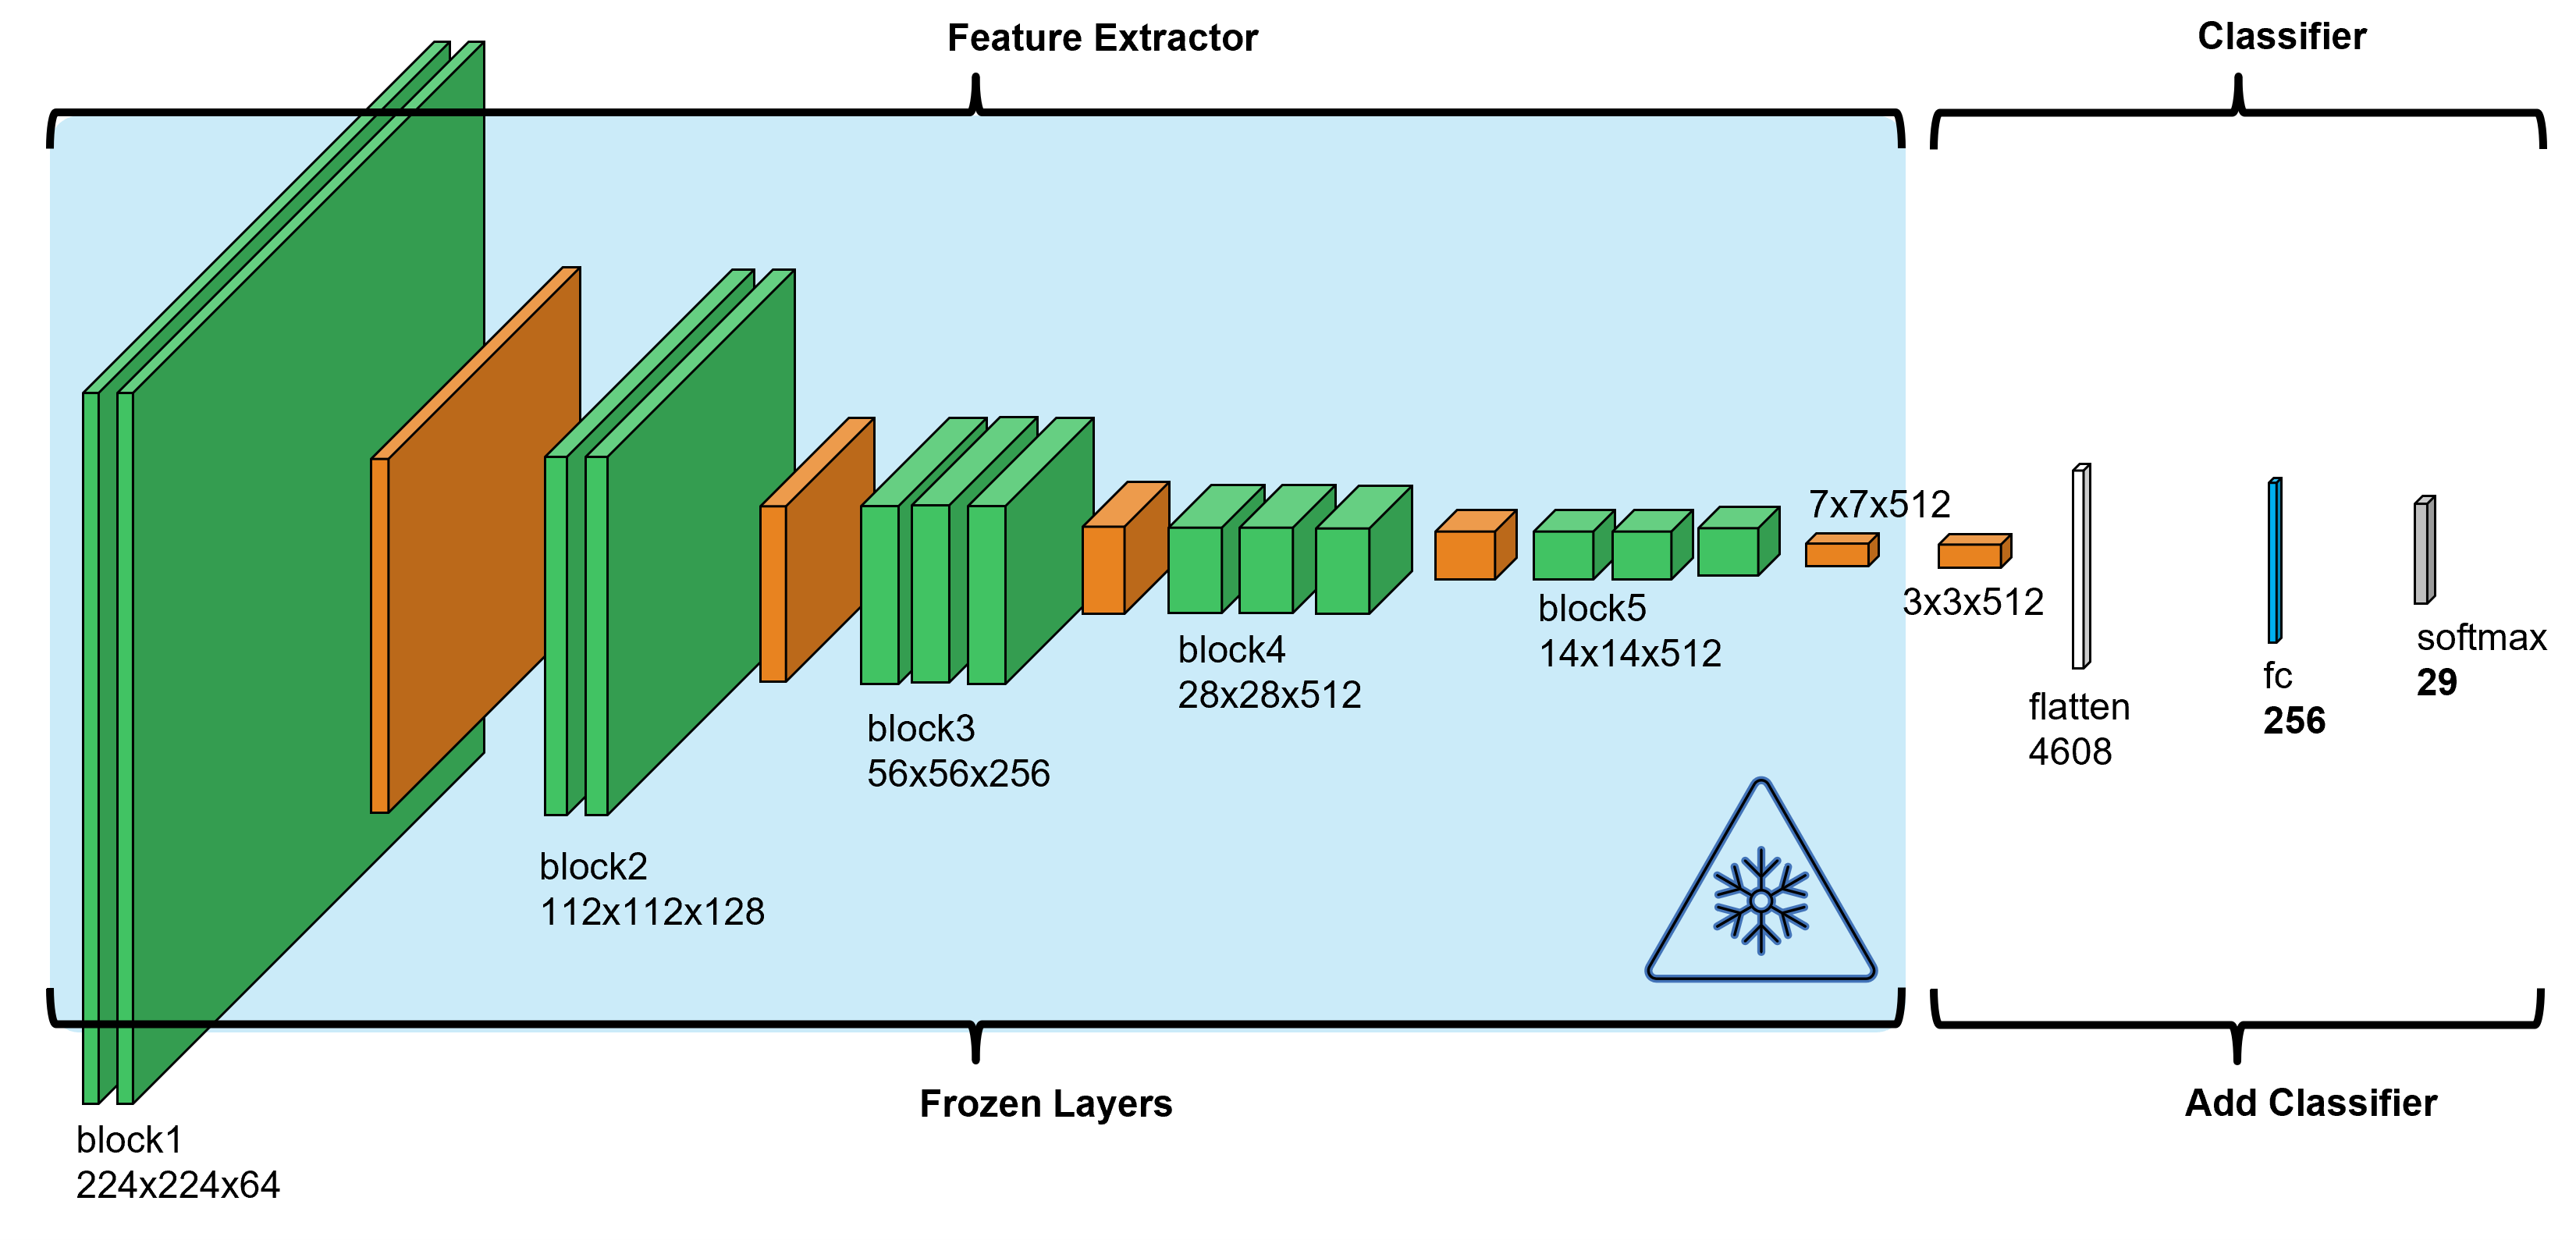 Feature Extractor
Classifier
block1
224x224x64
block2
112x112x128
block3
56x56x256
block4
28x28x512
block5
14x14x512
7x7x512
3x3x512
flatten
4608
fc
256
softmax
29
Frozen Layers
Add Classifier